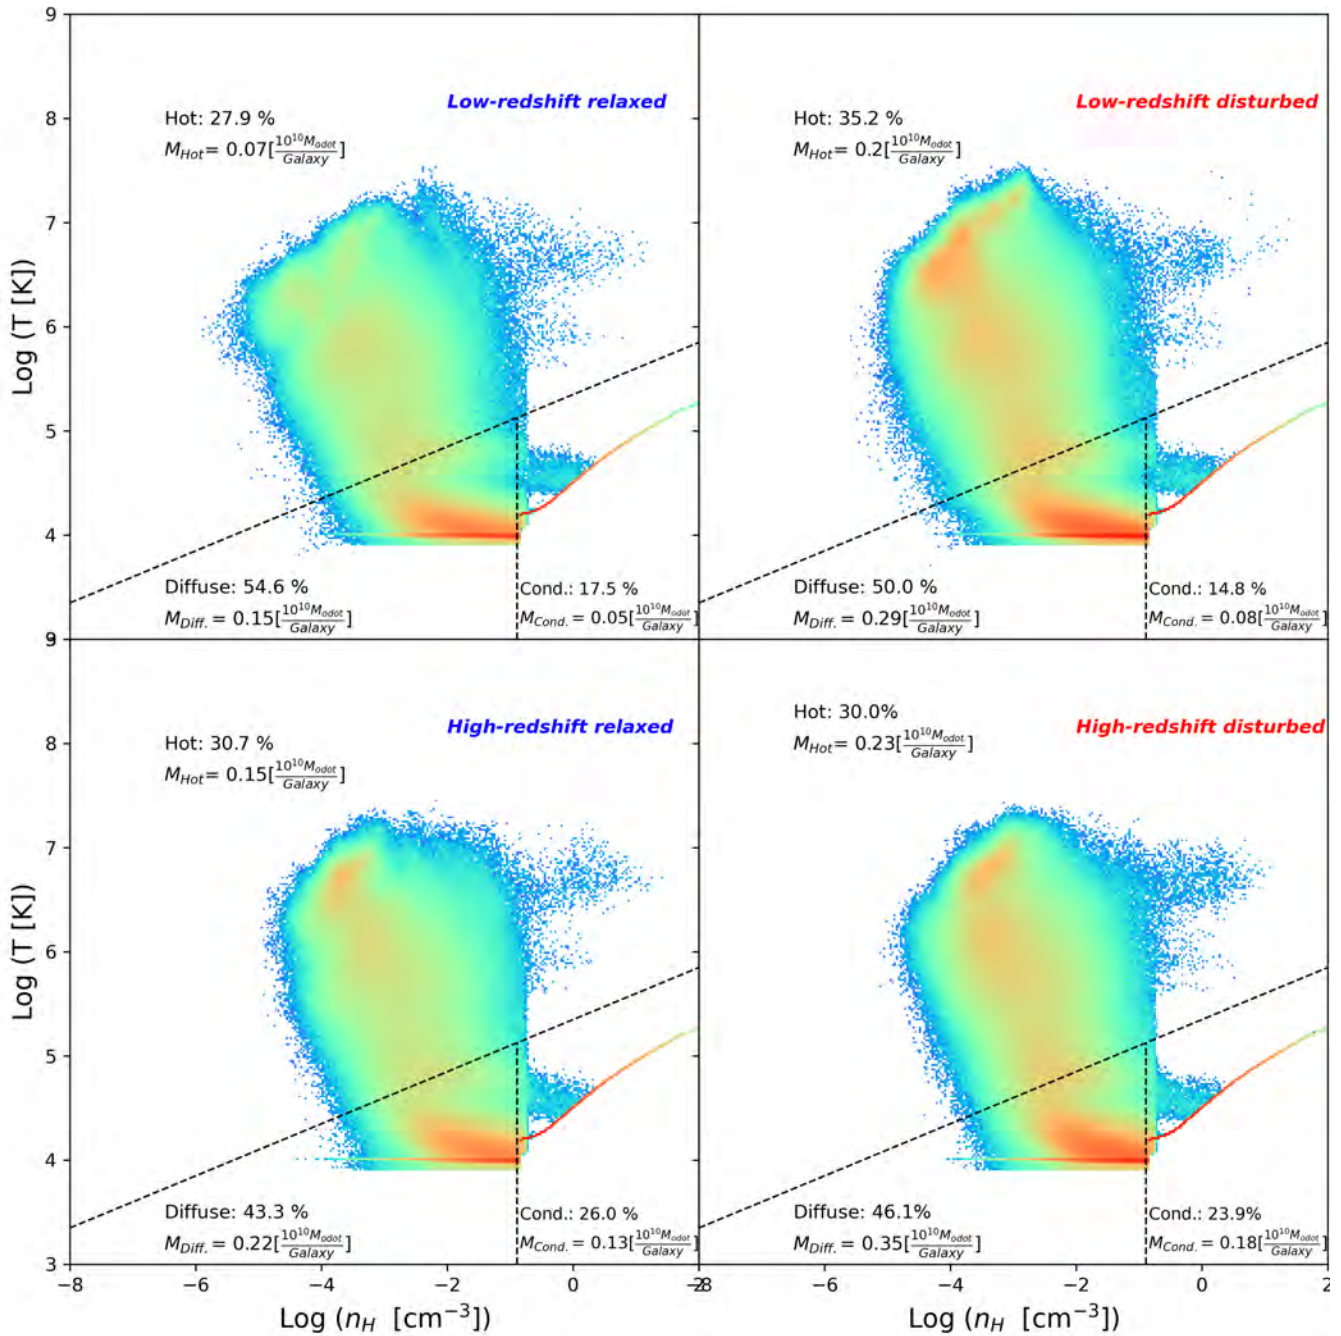 9
8
7
6
5
4
Log (T [K])
Low-redshift relaxed
Hot: 27.9 %
M_Hot = 0.07[10^10 M_odot / Galaxy]
Diffuse: 54.6 %
M_Diff. = 0.15[10^10 M_odot / Galaxy]
Cond.: 17.5 %
M_Cond. = 0.05[10^10 M_odot / Galaxy]
Low-redshift disturbed
Hot: 35.2 %
M_Hot = 0.2[10^10 M_odot / Galaxy]
Diffuse: 50.0 %
M_Diff. = 0.29[10^10 M_odot / Galaxy]
Cond.: 14.8 %
M_Cond. = 0.08[10^10 M_odot / Galaxy]
8
7
6
5
4
3
Log (T [K])
High-redshift relaxed
Hot: 30.7 %
M_Hot = 0.15[10^10 M_odot / Galaxy]
Diffuse: 43.3 %
M_Diff. = 0.22[10^10 M_odot / Galaxy]
Cond.: 26.0 %
M_Cond. = 0.13[10^10 M_odot / Galaxy]
High-redshift disturbed
Hot: 30.0%
M_Hot = 0.23[10^10 M_odot / Galaxy]
Diffuse: 46.1%
M_Diff. = 0.35[10^10 M_odot / Galaxy]
Cond.: 23.9%
M_Cond. = 0.18[10^10 M_odot / Galaxy]
−8 −6 −4 −2 0
−6 −4 −2 0 2
Log (n_H [cm^−3])
Log (n_H [cm^−3])